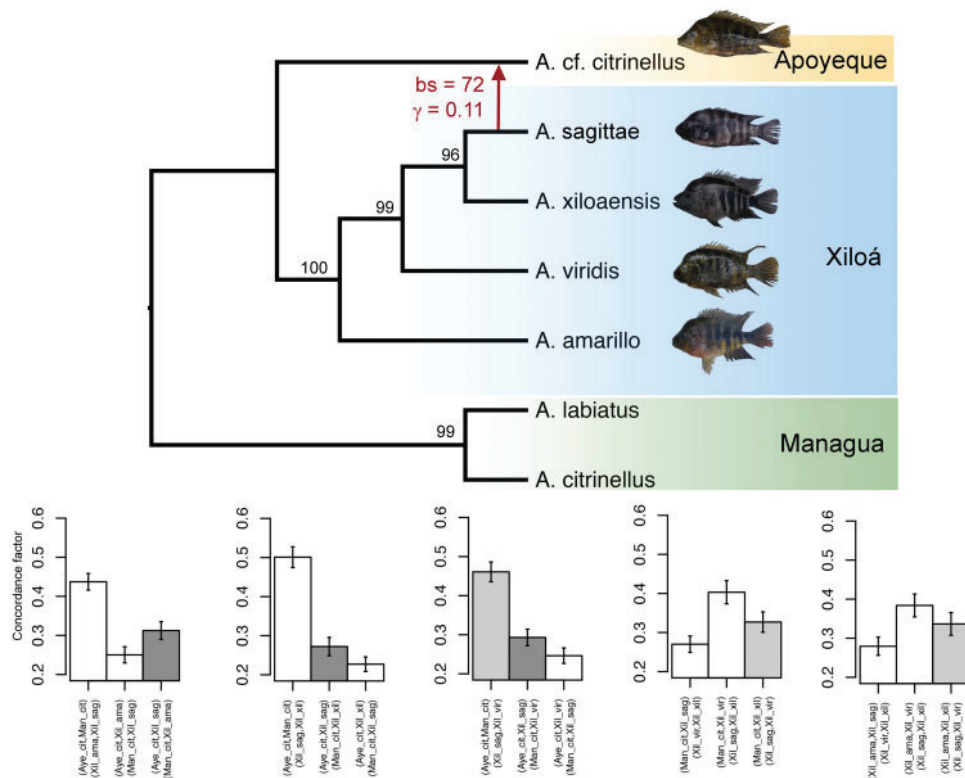 A. cf. citrinellus
Apoyeque
bs = 72
γ = 0.11
A. sagittae
96
A. xiloaensis
99
Xiloá
A. viridis
100
A. amarillo
A. labiatus
99
Managua
A. citrinellus
Concordance factor
0.6
0.5
0.4
0.3
0.2
(Aye_cit,Man_cit)
(Xil_ama,Xil_sag)
(Aye_cit,Xil_ama)
(Man_cit,Xil_sag)
(Aye_cit,Xil_sag)
(Man_cit,Xil_ama)
0.6
0.5
0.4
0.3
0.2
(Aye_cit,Man_cit)
(Xil_sag,Xil_xil)
(Aye_cit,Xil_sag)
(Man_cit,Xil_xil)
(Aye_cit,Xil_xil)
(Man_cit,Xil_sag)
0.6
0.5
0.4
0.3
0.2
(Aye_cit,Man_cit)
(Xil_sag,Xil_vir)
(Aye_cit,Xil_sag)
(Man_cit,Xil_vir)
(Aye_cit,Xil_vir)
(Man_cit,Xil_sag)
0.6
0.5
0.4
0.3
0.2
(Man_cit,Xil_sag)
(Xil_vir,Xil_xil)
(Man_cit,Xil_vir)
(Xil_sag,Xil_xil)
(Man_cit,Xil_xil)
(Xil_sag,Xil_vir)
0.6
0.5
0.4
0.3
0.2
(Xil_ama,Xil_sag)
(Xil_vir,Xil_xil)
(Xil_ama,Xil_vir)
(Xil_sag,Xil_xil)
(Xil_ama,Xil_xil)
(Xil_sag,Xil_vir)